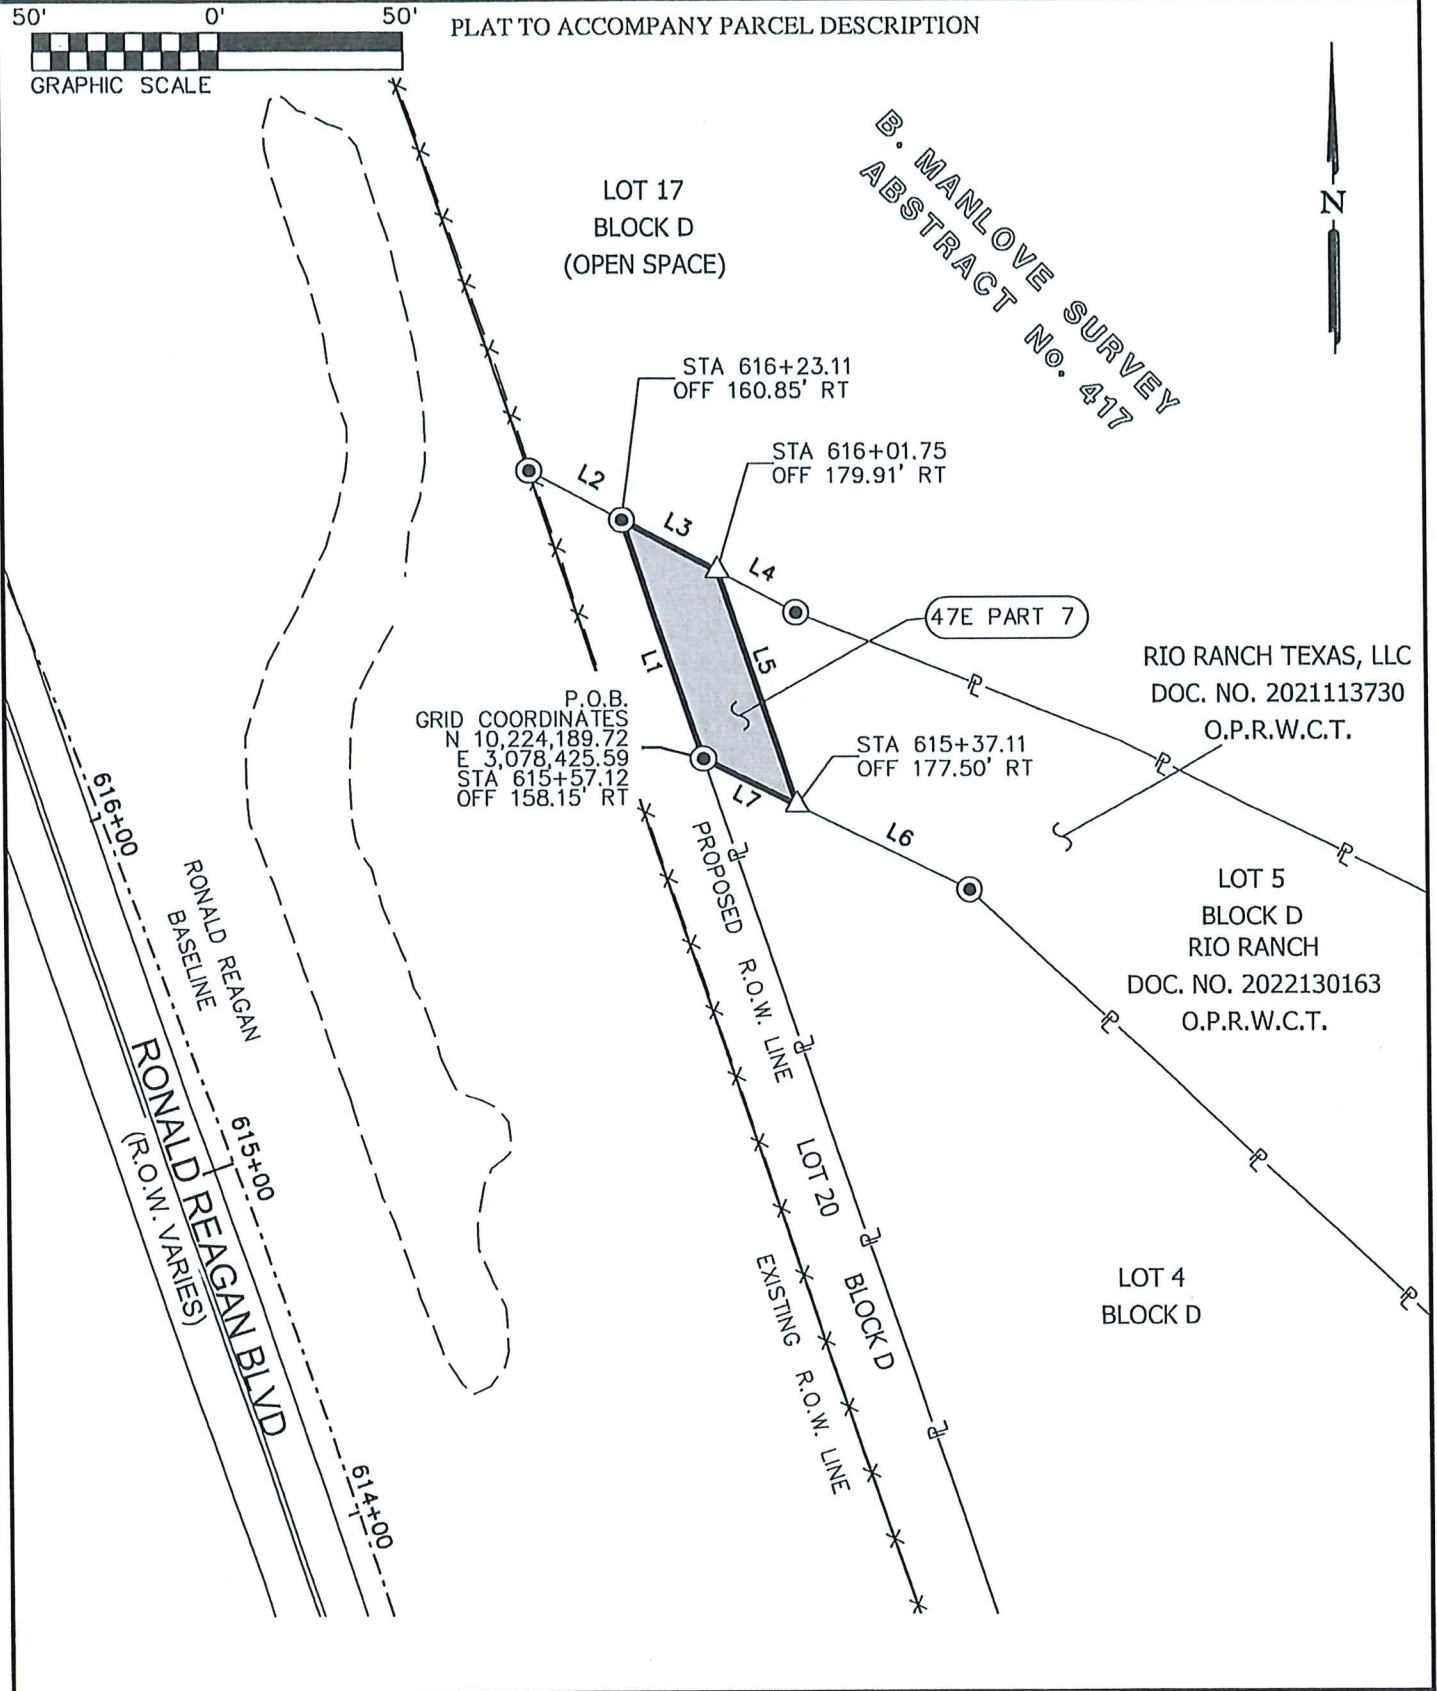 50' 0' 50'
PLAT TO ACCOMPANY PARCEL DESCRIPTION
GRAPHIC SCALE
B. MANLOVE SURVEY
ABSTRACT No. 417
N
LOT 17
BLOCK D
(OPEN SPACE)
STA 616+23.11
OFF 160.85' RT
STA 616+01.75
OFF 179.91' RT
L2
L3
L4
47E PART 7
L1
L5
RIO RANCH TEXAS, LLC
DOC. NO. 2021113730
O.P.R.W.C.T.
P.O.B.
GRID COORDINATES
N 10,224,189.72
E 3,078,425.59
STA 615+57.12
OFF 158.15' RT
STA 615+37.11
OFF 177.50' RT
L7
L6
616+00
RONALD REAGAN
BASELINE
PROPOSED R.O.W. LINE
LOT 5
BLOCK D
RIO RANCH
DOC. NO. 2022130163
O.P.R.W.C.T.
RONALD REAGAN BLVD
(R.O.W. VARIES)
615+00
LOT 20 BLOCK D
EXISTING R.O.W. LINE
LOT 4
BLOCK D
614+00